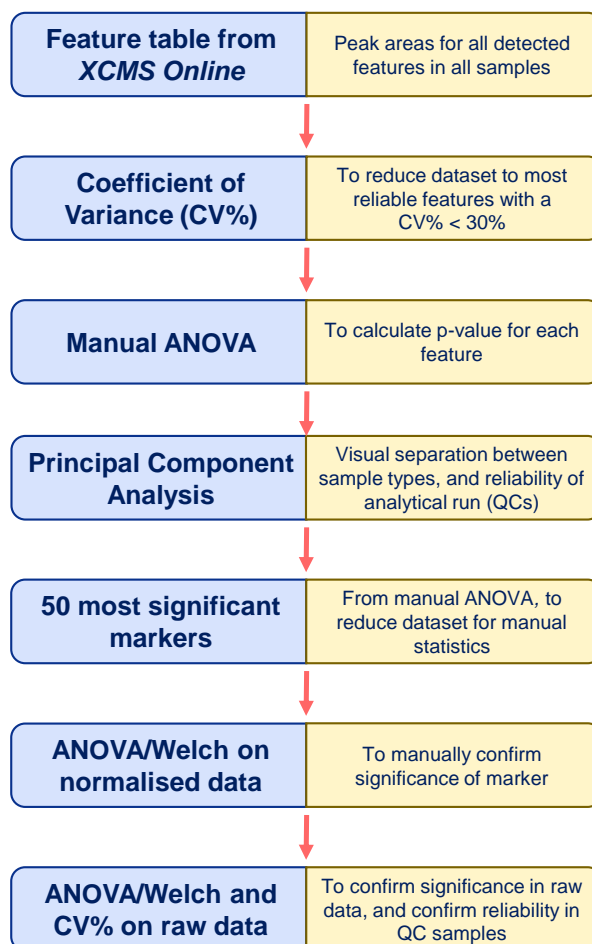 Feature table from
XCMS Online
Peak areas for all detected
features in all samples
Coefficient of
Variance (CV%)
To reduce dataset to most
reliable features with a
CV% < 30%
Manual ANOVA
To calculate p-value for each
feature
Principal Component
Analysis
Visual separation between
sample types, and reliability of
analytical run (QCs)
50 most significant
markers
From manual ANOVA, to
reduce dataset for manual
statistics
ANOVA/Welch on
normalised data
To manually confirm
significance of marker
ANOVA/Welch and
CV% on raw data
To confirm significance in raw
data, and confirm reliability in
QC samples